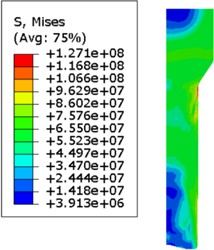 S, Mises
(Avg: 75%)
+1.271e+08
+1.168e+08
+1.066e+08
+9.629e+07
+8.602e+07
+7.576e+07
+6.550e+07
+5.523e+07
+4.497e+07
+3.470e+07
+2.444e+07
+1.418e+07
+3.913e+06